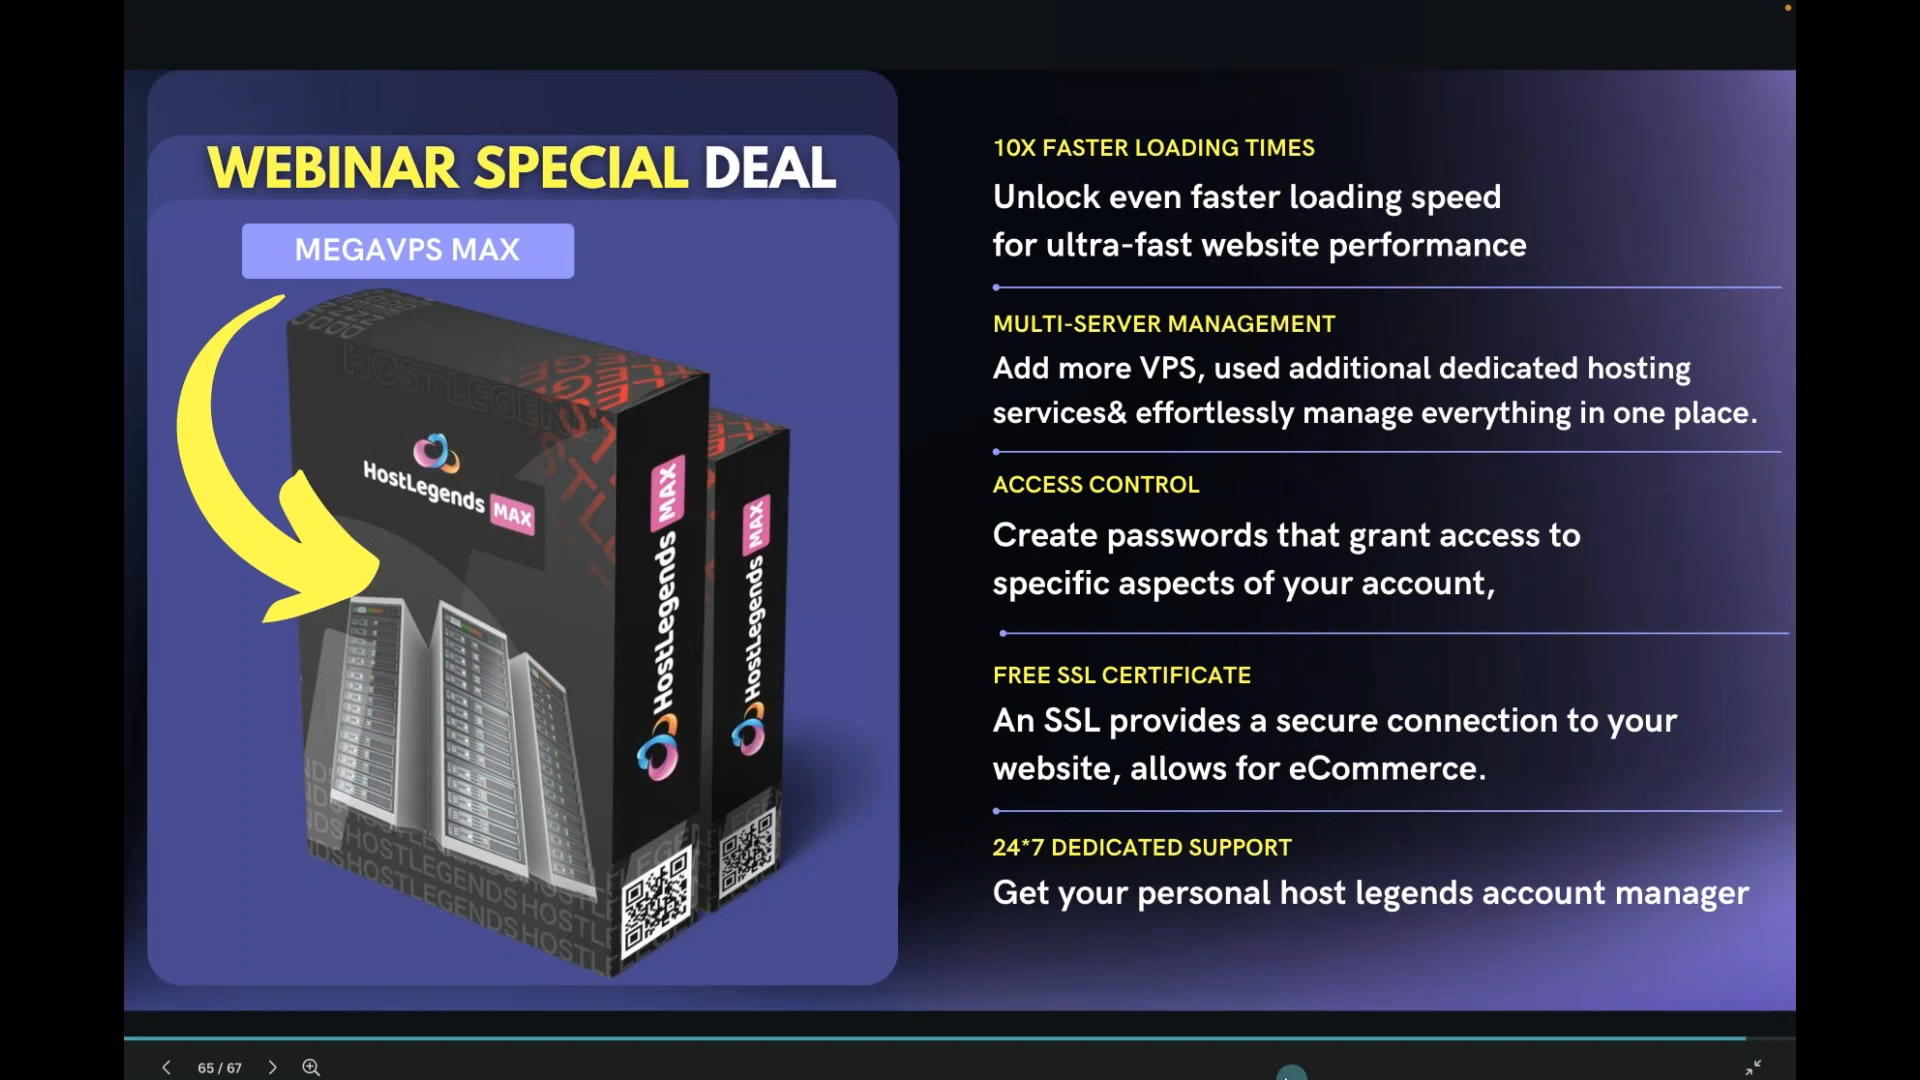 WEBINAR SPECIAL DEAL
MEGAVPS MAX
HOSTLEGENDS
HostLegends MAX
HostLegends MAX
HostLegends MAX
HOSTLEGENDS
HOSTLEGENDS
10X FASTER LOADING TIMES
Unlock even faster loading speed
for ultra-fast website performance
MULTI-SERVER MANAGEMENT
Add more VPS, used additional dedicated hosting
services& effortlessly manage everything in one place.
ACCESS CONTROL
Create passwords that grant access to
specific aspects of your account,
FREE SSL CERTIFICATE
An SSL provides a secure connection to your
website, allows for eCommerce.
24*7 DEDICATED SUPPORT
Get your personal host legends account manager
65 / 67